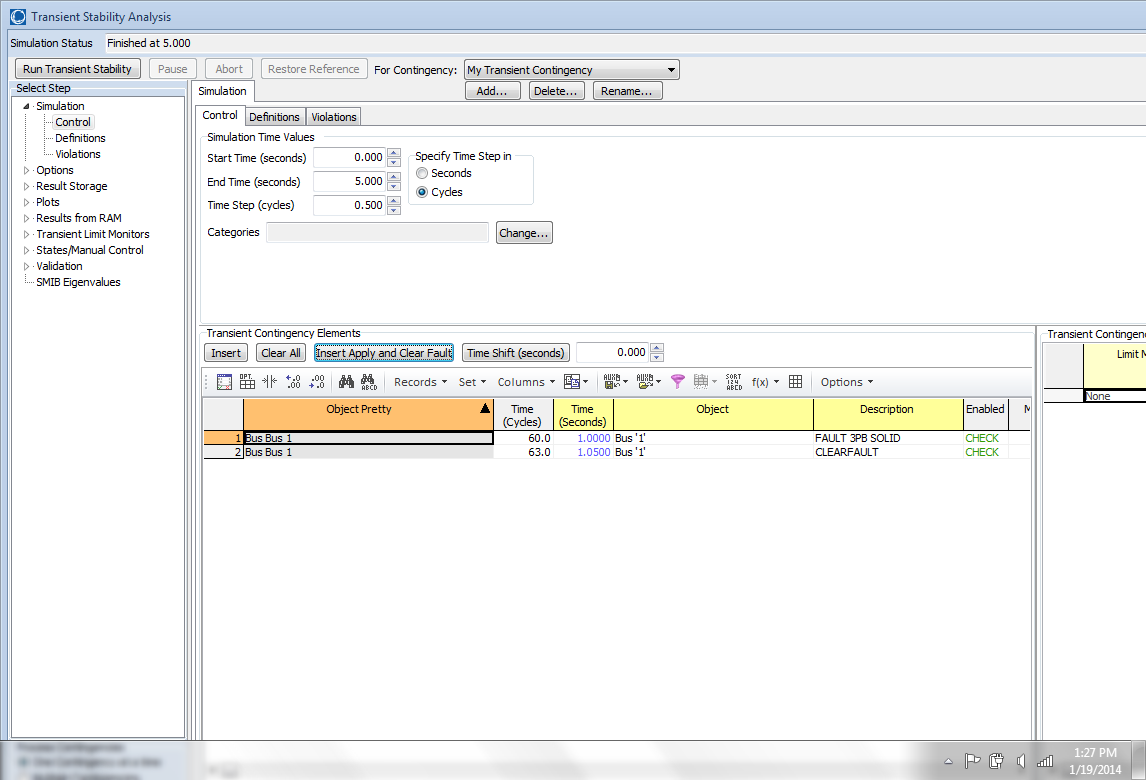 Transient Stability Analysis
Simulation Status Finished at 5.000
Run Transient Stability Pause Abort Restore Reference For Contingency: My Transient Contingency
Select Step
Simulation
Add... Delete... Rename...
Simulation
Control
Definitions
Violations
Options
Result Storage
Plots
Results from RAM
Transient Limit Monitors
States/Manual Control
Validation
SMIB Eigenvalues
Control Definitions Violations
Simulation Time Values
Start Time (seconds) 0.000
End Time (seconds) 5.000
Time Step (cycles) 0.500
Specify Time Step in
Seconds
Cycles
Categories Change...
Transient Contingency Elements
Insert Clear All Insert Apply and Clear Fault Time Shift (seconds) 0.000
Records Set Columns AUXB AUXB SORT 124 ABCD f(x) Options
Object Pretty Time (Cycles) Time (Seconds) Object Description Enabled M
1 Bus Bus 1 60.0 1.0000 Bus '1' FAULT 3PB SOLID CHECK
2 Bus Bus 1 63.0 1.0500 Bus '1' CLEARFAULT CHECK
Transient Contingenc
Limit M
None
1:27 PM
1/19/2014